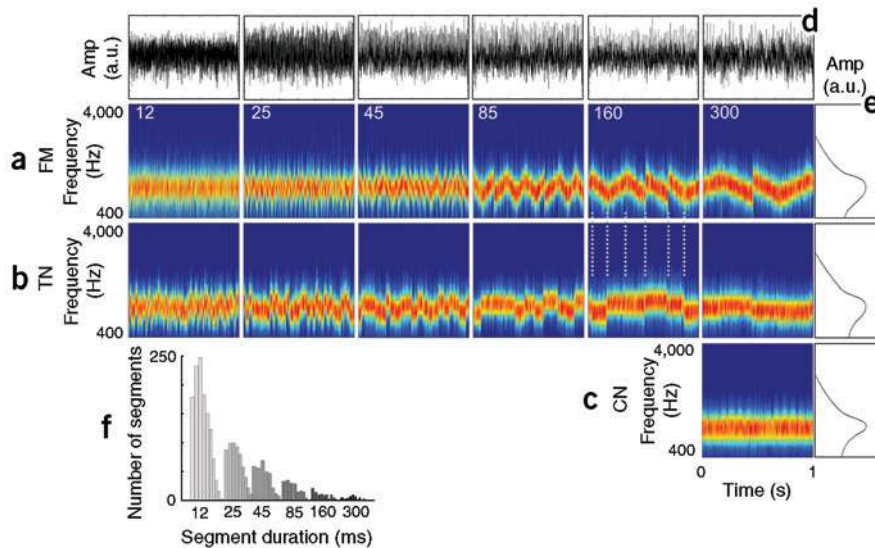 d
Amp
(a.u.)
Amp
(a.u.)
e
a
FM
Frequency
(Hz)
4,000
400
12
25
45
85
160
300
b
TN
Frequency
(Hz)
4,000
400
c
CN
Frequency
(Hz)
4,000
400
0
1
Time (s)
f
Number of segments
250
0
12 25 45 85 160 300
Segment duration (ms)